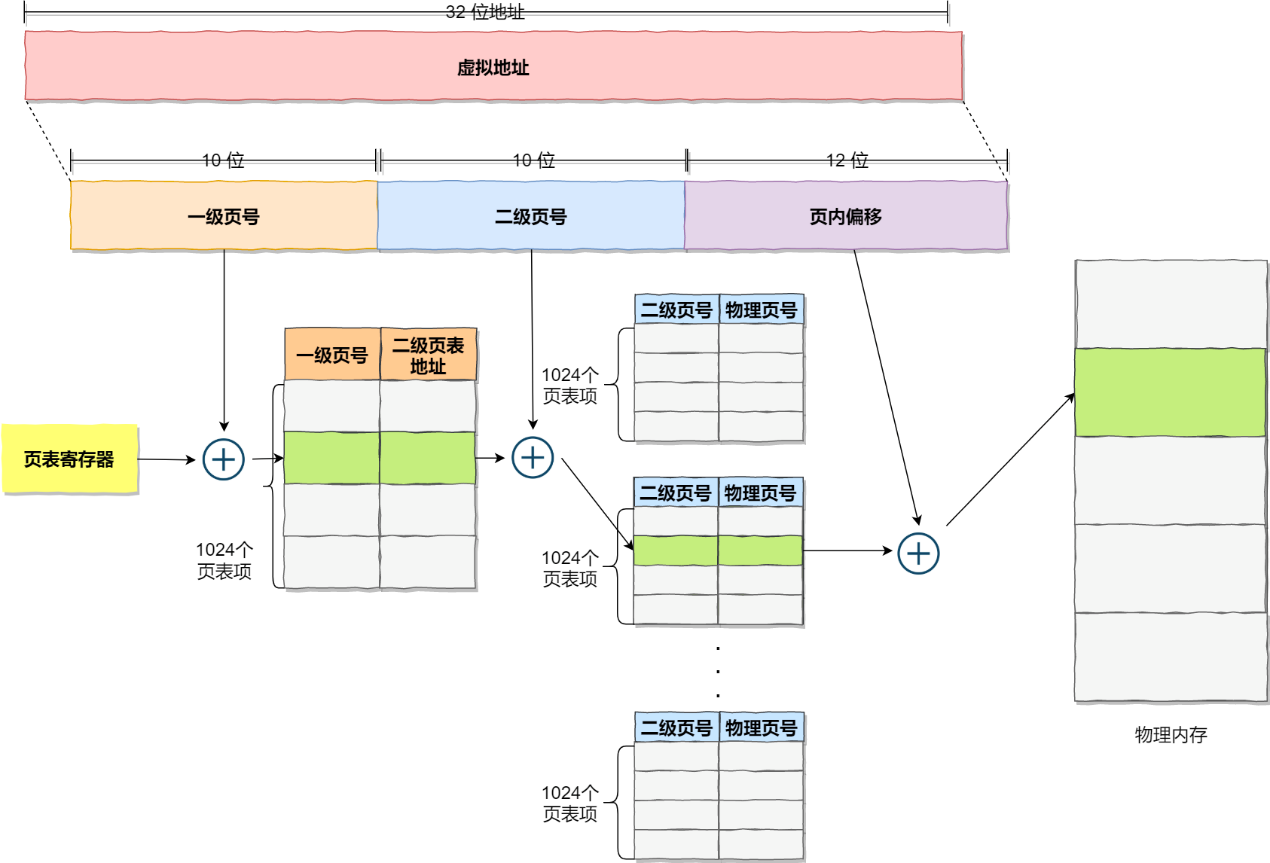 32 位地址
虚拟地址
10 位
10 位
12 位
一级页号
二级页号
页内偏移
二级页号
物理页号
一级页号
二级页表
地址
1024个
页表项
页表寄存器
二级页号
物理页号
1024个
页表项
1024个
页表项
二级页号
物理页号
物理内存
1024个
页表项